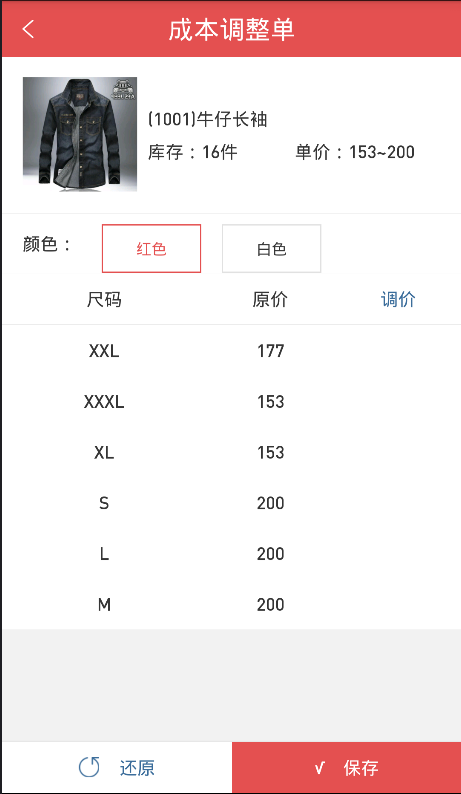 成本调整单
(1001)牛仔长袖
库存：16件 单价：153~200
颜色： 红色 白色
尺码 原价 调价
XXL 177
XXXL 153
XL 153
S 200
L 200
M 200
还原 √ 保存